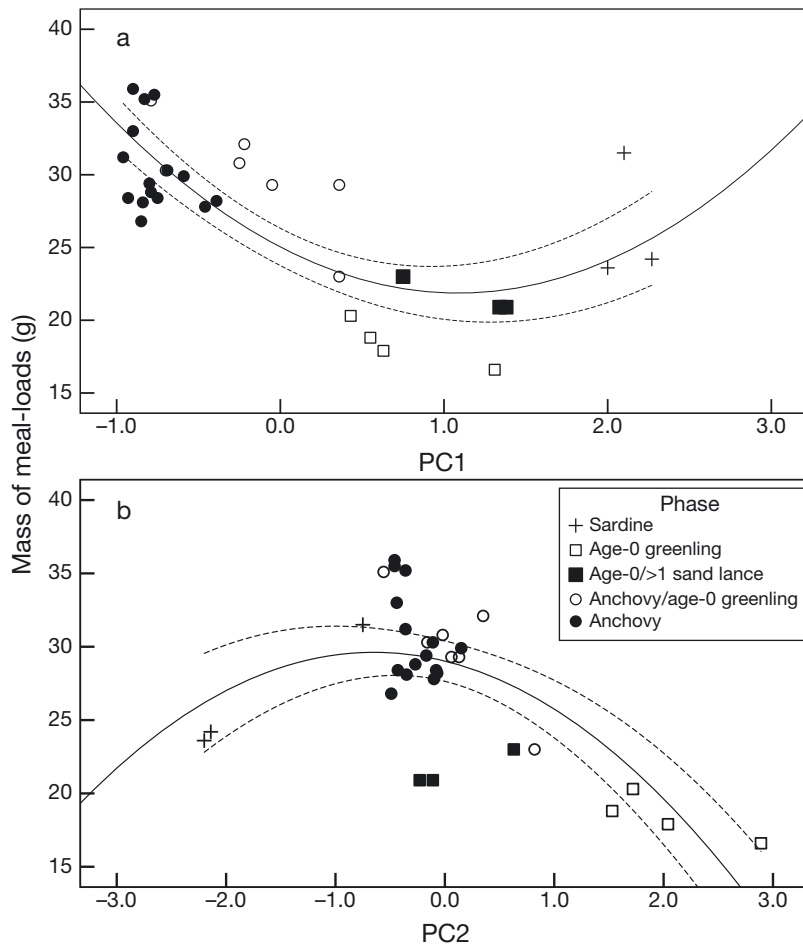 a
40
35
30
25
20
15
–1.0 0.0 1.0 2.0 3.0
PC1
Mass of meal-loads (g)
b
40
35
30
25
20
15
Phase
Sardine
Age-0 greenling
Age-0/>1 sand lance
Anchovy/age-0 greenling
Anchovy
–3.0 –2.0 –1.0 0.0 1.0 2.0 3.0
PC2